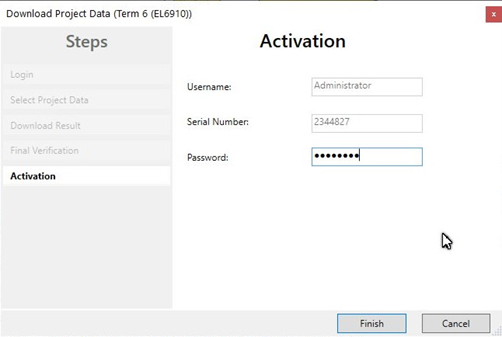 Download Project Data (Term 6 (EL6910))
x
Steps
Login
Select Project Data
Download Result
Final Verification
Activation
Activation
Username: Administrator
Serial Number: 2344827
Password: ••••••••
Finish Cancel